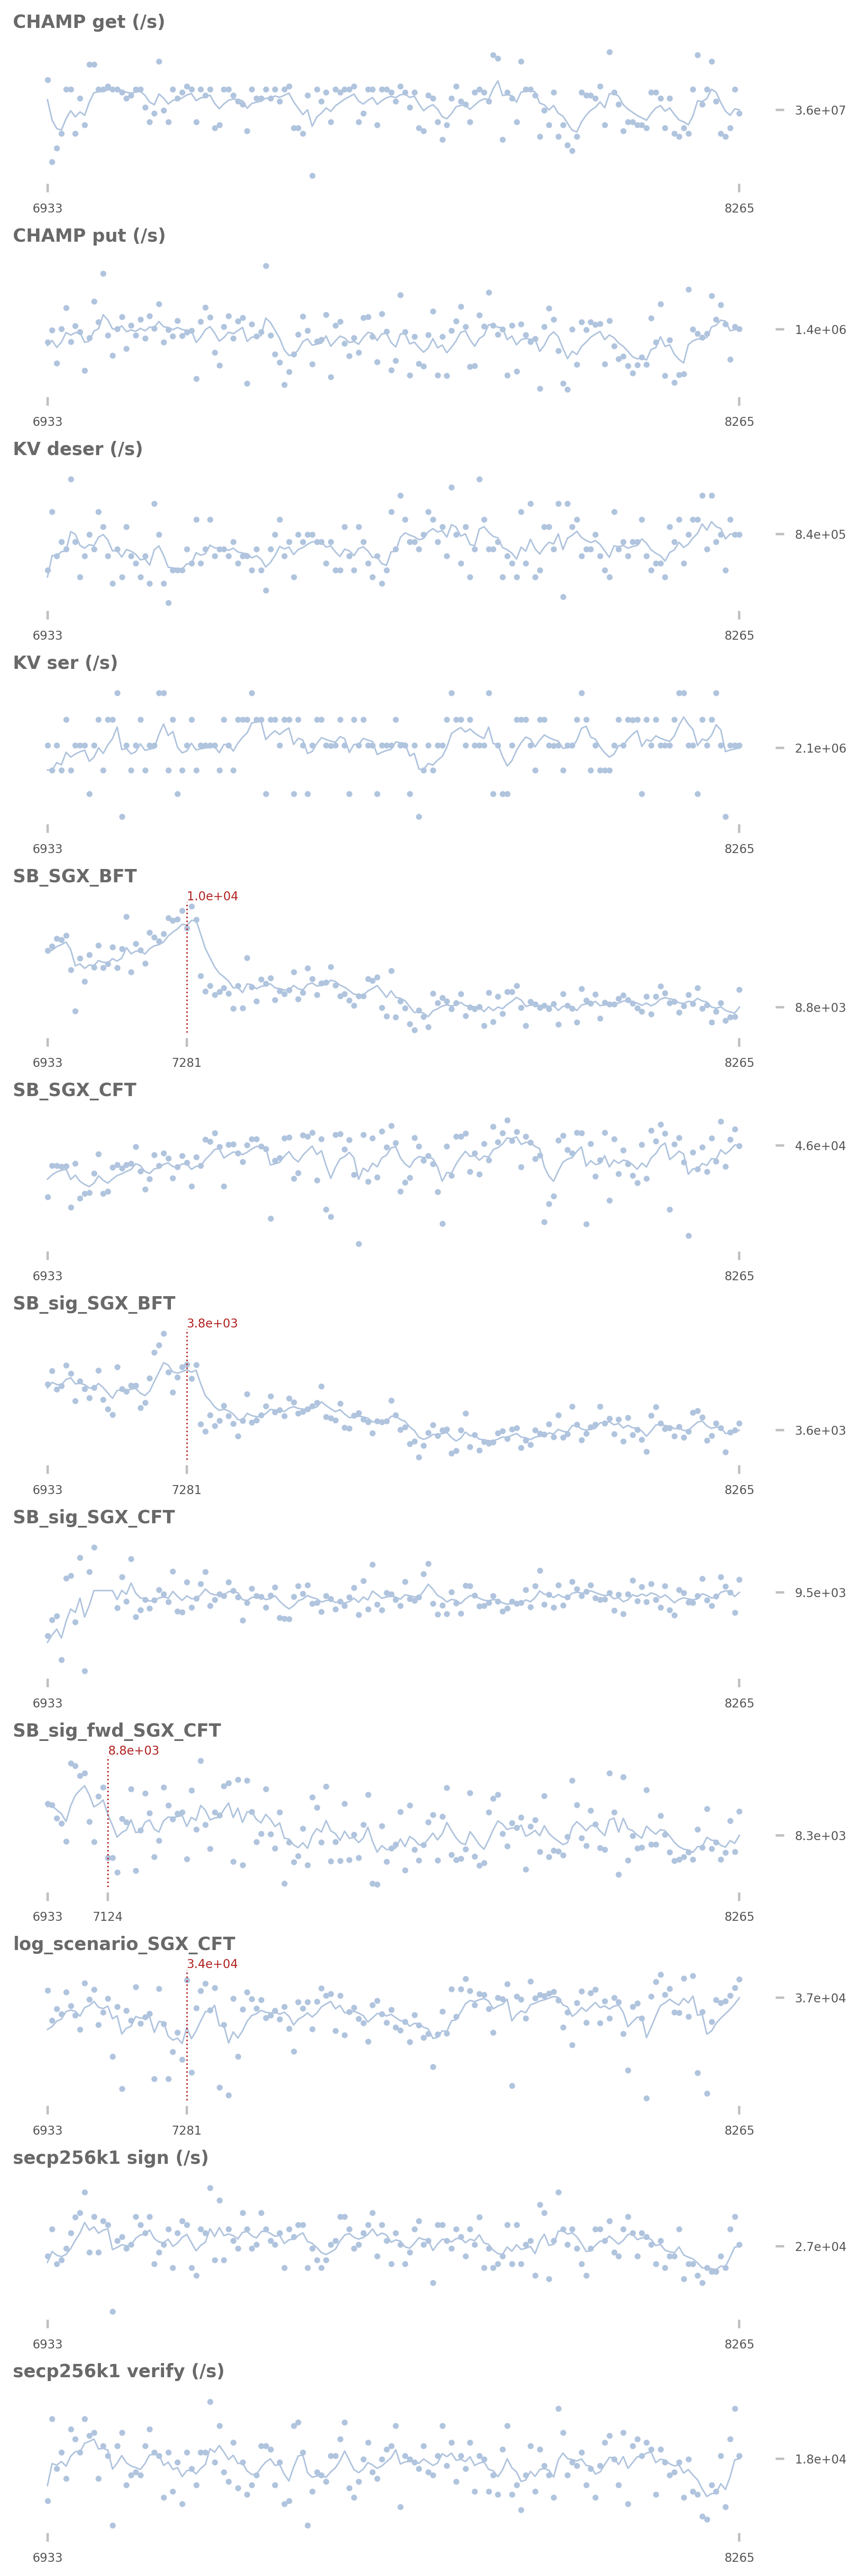 CHAMP get (/s)
3.6e+07
6933 8265
CHAMP put (/s)
1.4e+06
6933 8265
KV deser (/s)
8.4e+05
6933 8265
KV ser (/s)
2.1e+06
6933 8265
SB_SGX_BFT
1.0e+04
8.8e+03
6933 7281 8265
SB_SGX_CFT
4.6e+04
6933 8265
SB_sig_SGX_BFT
3.8e+03
3.6e+03
6933 7281 8265
SB_sig_SGX_CFT
9.5e+03
6933 8265
SB_sig_fwd_SGX_CFT
8.8e+03
8.3e+03
6933 7124 8265
log_scenario_SGX_CFT
3.4e+04
3.7e+04
6933 7281 8265
secp256k1 sign (/s)
2.7e+04
6933 8265
secp256k1 verify (/s)
1.8e+04
6933 8265